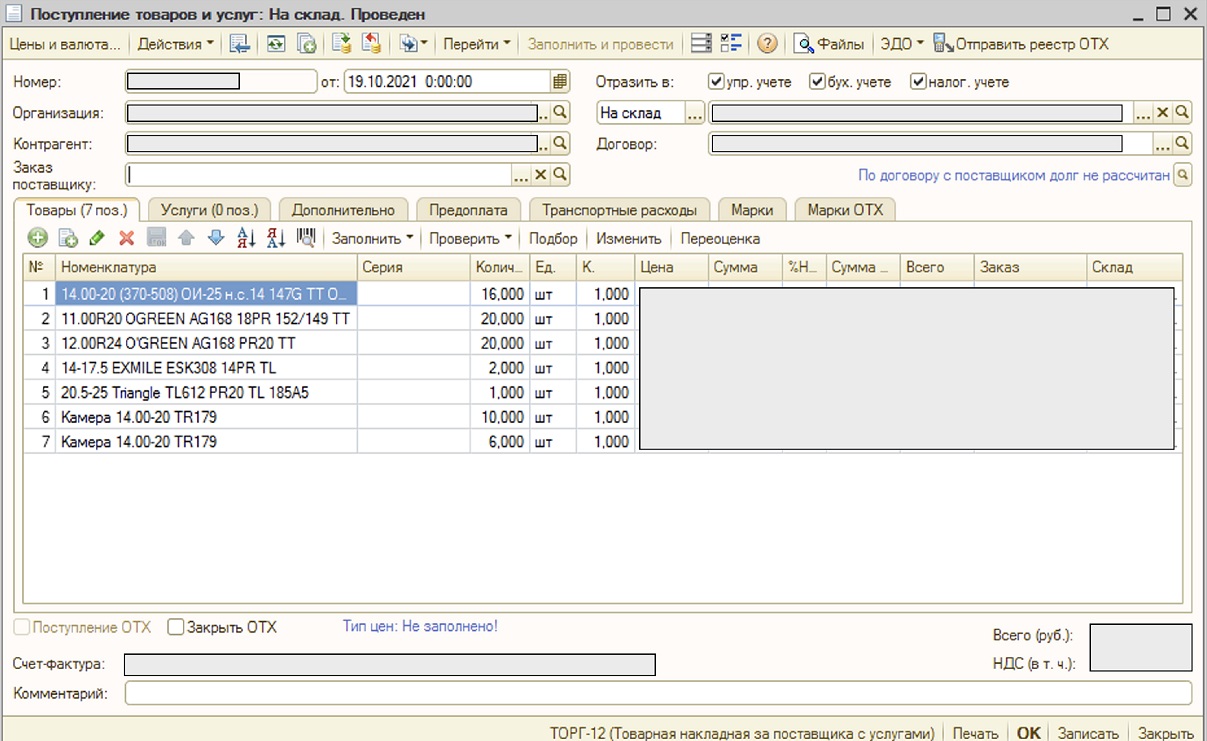 Поступление товаров и услуг: На склад. Проведен
Цены и валюта... Действия Перейти Заполнить и провести Файлы ЭДО Отправить реестр ОТХ
Номер: от: 19.10.2021 0:00:00 Отразить в: упр. учете бух. учете налог. учете
Организация: На склад
Контрагент: Договор:
Заказ
поставщику: По договору с поставщиком долг не рассчитан
Товары (7 поз.) Услуги (0 поз.) Дополнительно Предоплата Транспортные расходы Марки Марки ОТХ
Заполнить Проверить Подбор Изменить Переоценка
№ Номенклатура Серия Колич... Ед. К. Цена Сумма %Н... Сумма ... Всего Заказ Склад
1 14.00-20 (370-508) ОИ-25 н.с.14 147G TT О... 16,000 шт 1,000
2 11.00R20 OGREEN AG168 18PR 152/149 TT 20,000 шт 1,000
3 12.00R24 O'GREEN AG168 PR20 TT 20,000 шт 1,000
4 14-17.5 EXMILE ESK308 14PR TL 2,000 шт 1,000
5 20.5-25 Triangle TL612 PR20 TL 185A5 1,000 шт 1,000
6 Камера 14.00-20 TR179 10,000 шт 1,000
7 Камера 14.00-20 TR179 6,000 шт 1,000
Поступление ОТХ Закрыть ОТХ Тип цен: Не заполнено!
Всего (руб.):
Счет-фактура: НДС (в т. ч.):
Комментарий:
ТОРГ-12 (Товарная накладная за поставщика с услугами) Печать OK Записать Закрыть